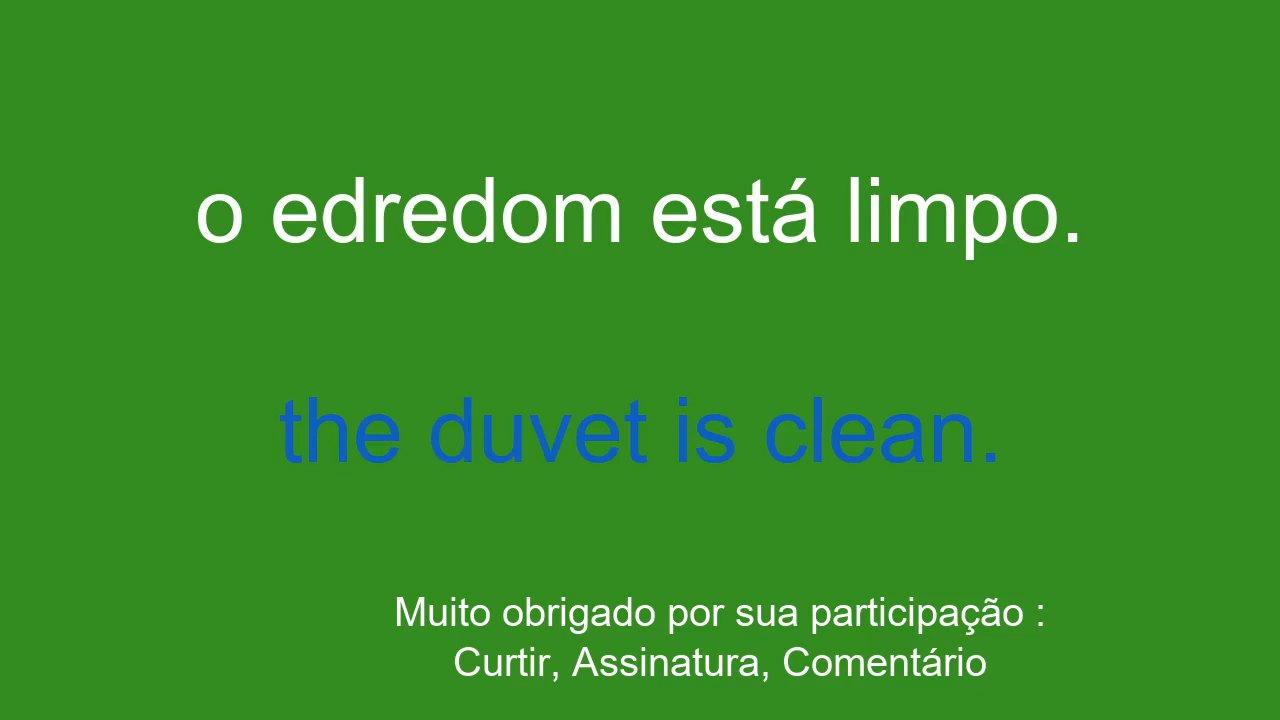 o edredom está limpo.
the duvet is clean.
Muito obrigado por sua participação :
Curtir, Assinatura, Comentário